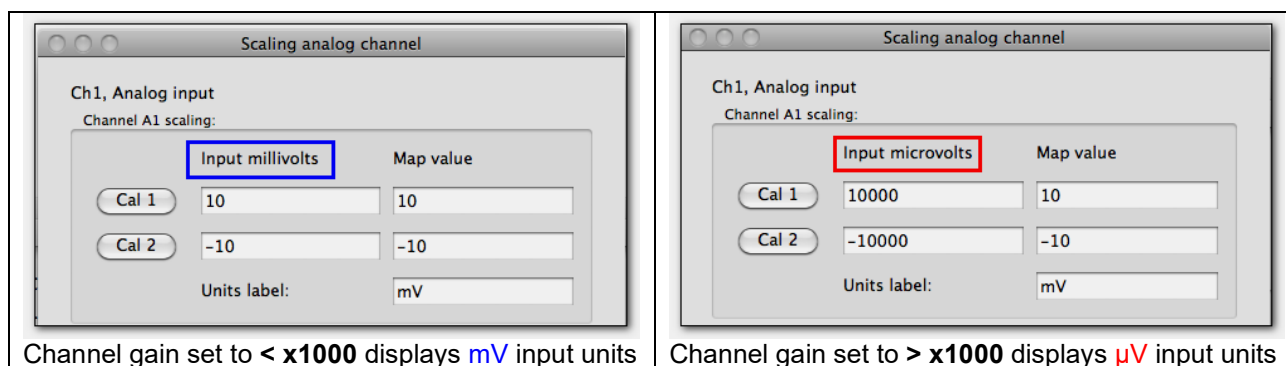 Scaling analog channel
Ch1, Analog input
Channel A1 scaling:
Input millivolts Map value
Cal 1 10 10
Cal 2 -10 -10
Units label: mV
Channel gain set to < x1000 displays mV input units
Scaling analog channel
Ch1, Analog input
Channel A1 scaling:
Input microvolts Map value
Cal 1 10000 10
Cal 2 -10000 -10
Units label: mV
Channel gain set to > x1000 displays µV input units